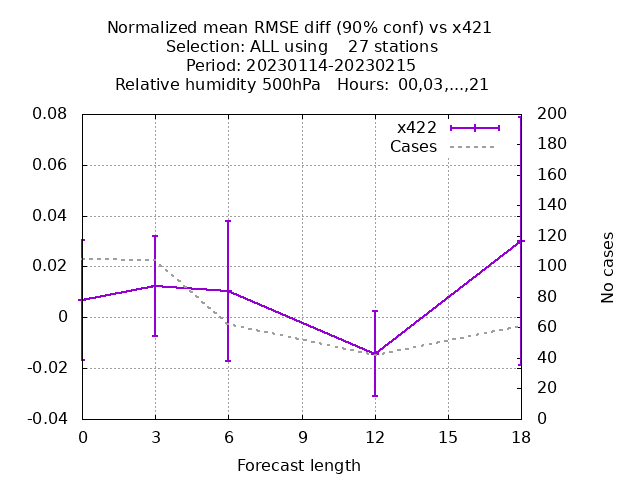 Normalized mean RMSE diff (90% conf) vs x421
Selection: ALL using    27 stations
Period: 20230114-20230215
Relative humidity 500hPa   Hours: 00,03,...,21
x422
Cases
0.08
0.06
0.04
0.02
0
-0.02
-0.04
200
180
160
140
120
100
80
60
40
20
0
No cases
0 3 6 9 12 15 18
Forecast length